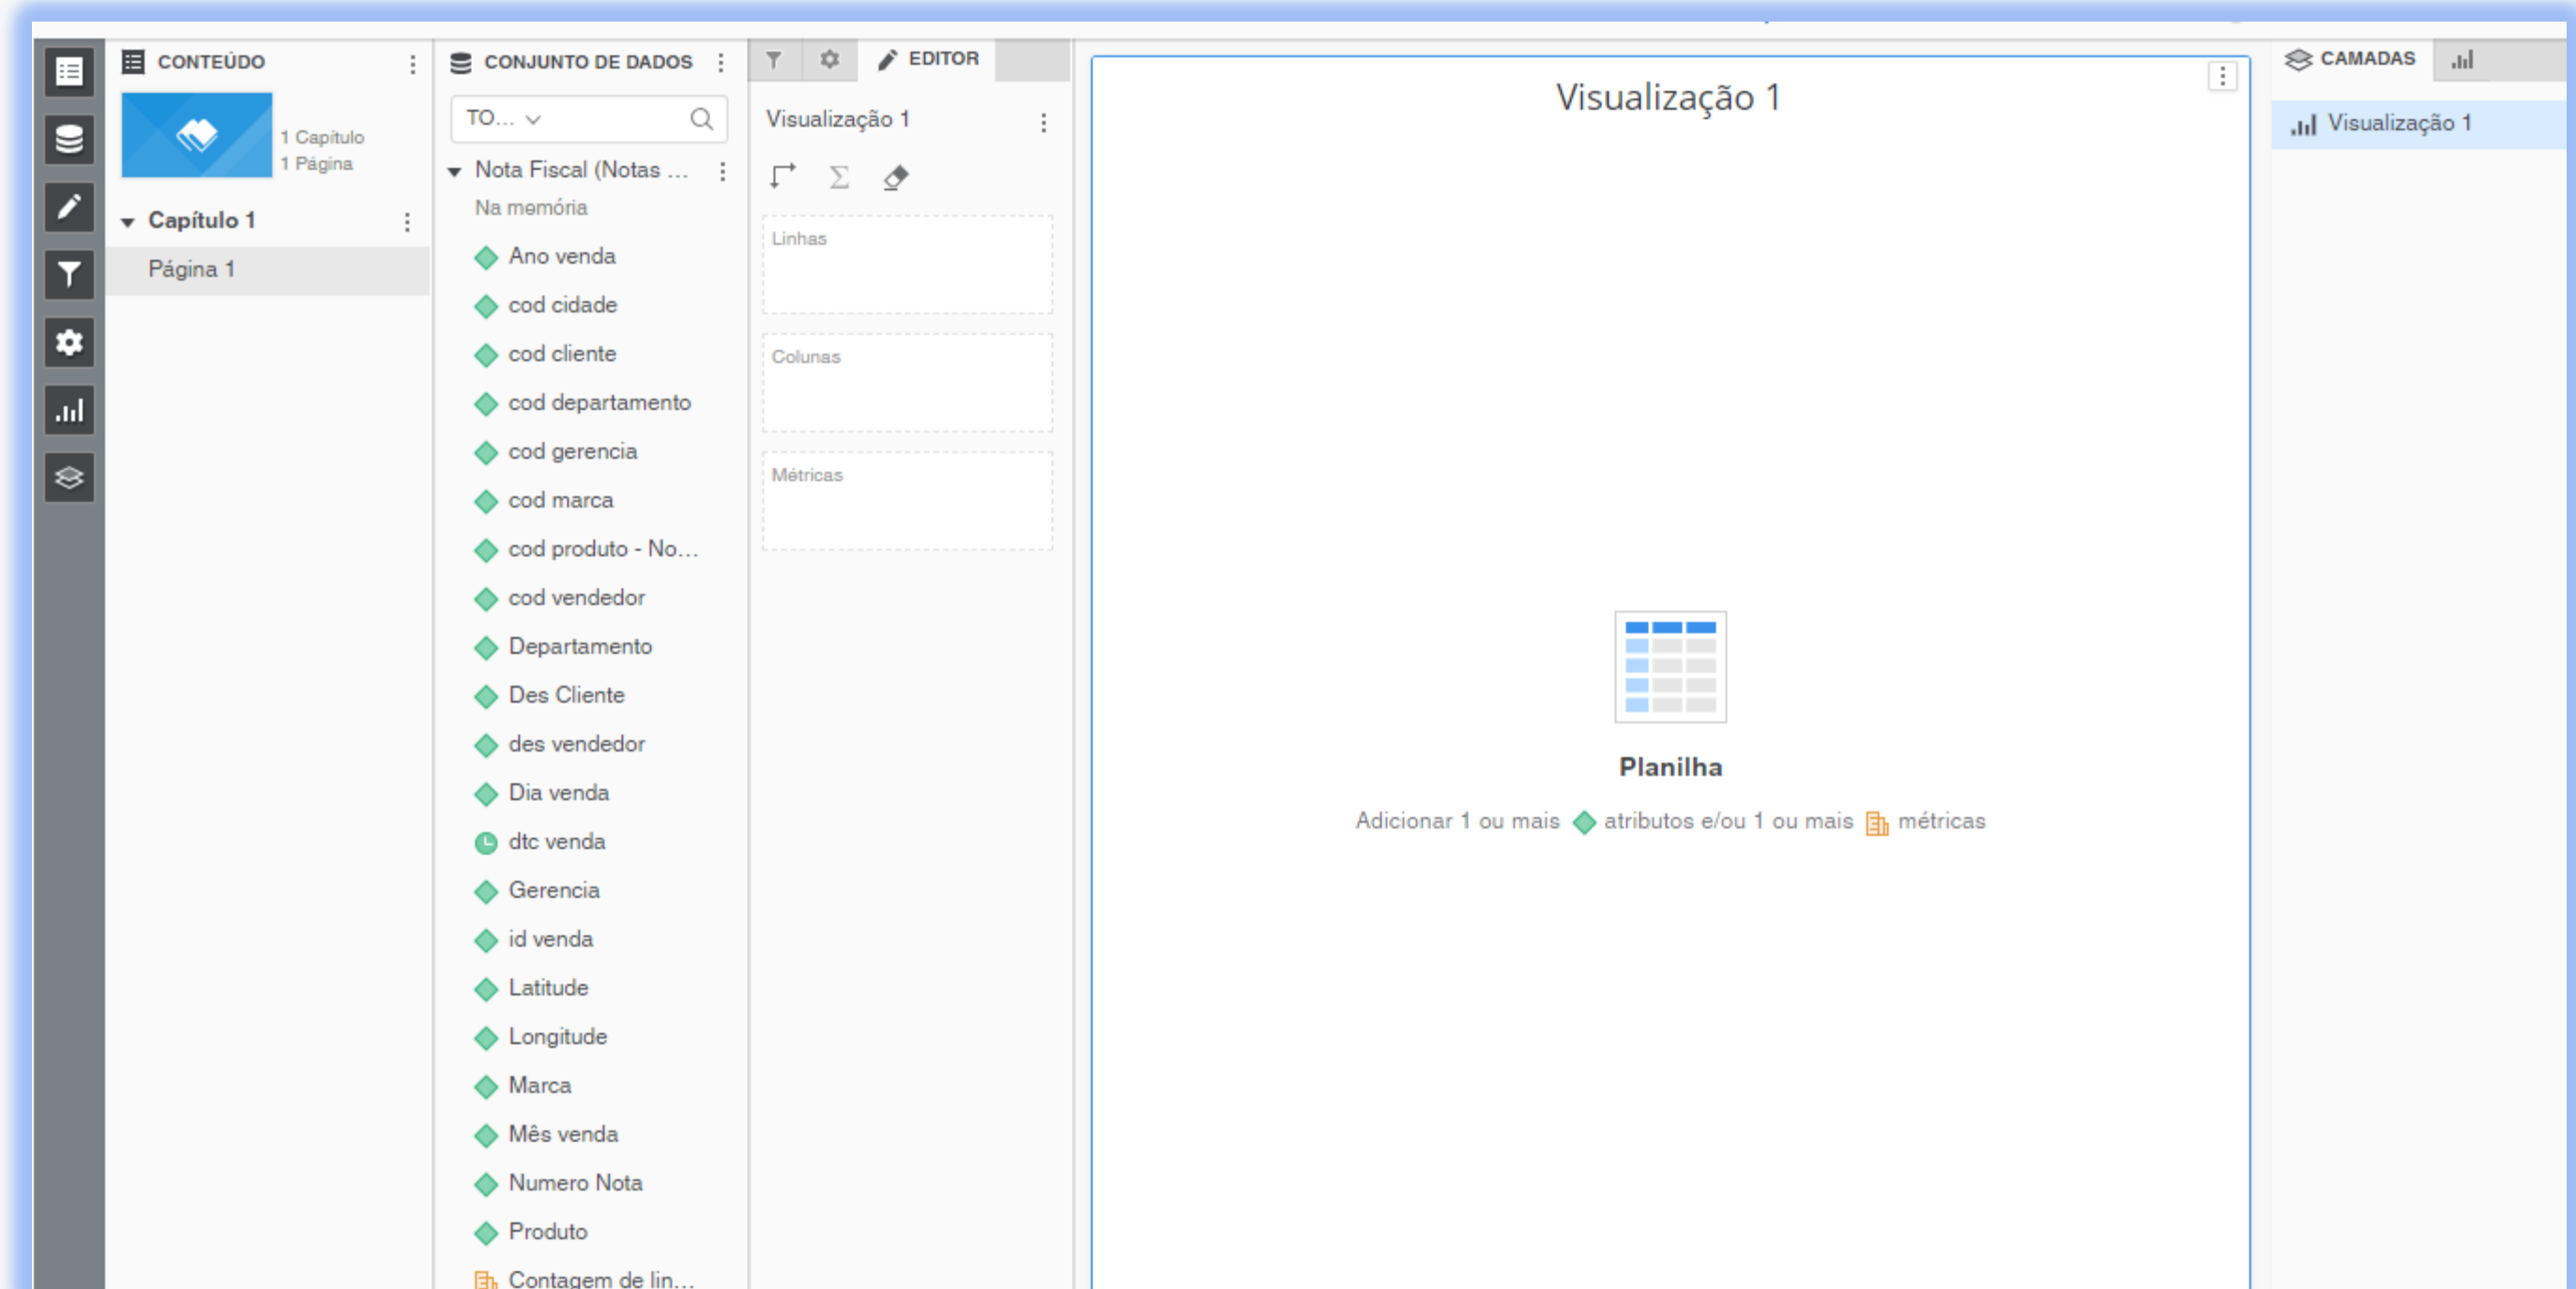 CONTEÚDO
1 Capítulo
1 Página
Capítulo 1
Página 1
CONJUNTO DE DADOS
TO...
Nota Fiscal (Notas ...
Na memória
Ano venda
cod cidade
cod cliente
cod departamento
cod gerencia
cod marca
cod produto - No...
cod vendedor
Departamento
Des Cliente
des vendedor
Dia venda
dtc venda
Gerencia
id venda
Latitude
Longitude
Marca
Mês venda
Numero Nota
Produto
Contagem de lin...
EDITOR
Visualização 1
Linhas
Colunas
Métricas
Visualização 1
Planilha
Adicionar 1 ou mais atributos e/ou 1 ou mais métricas
CAMADAS
Visualização 1